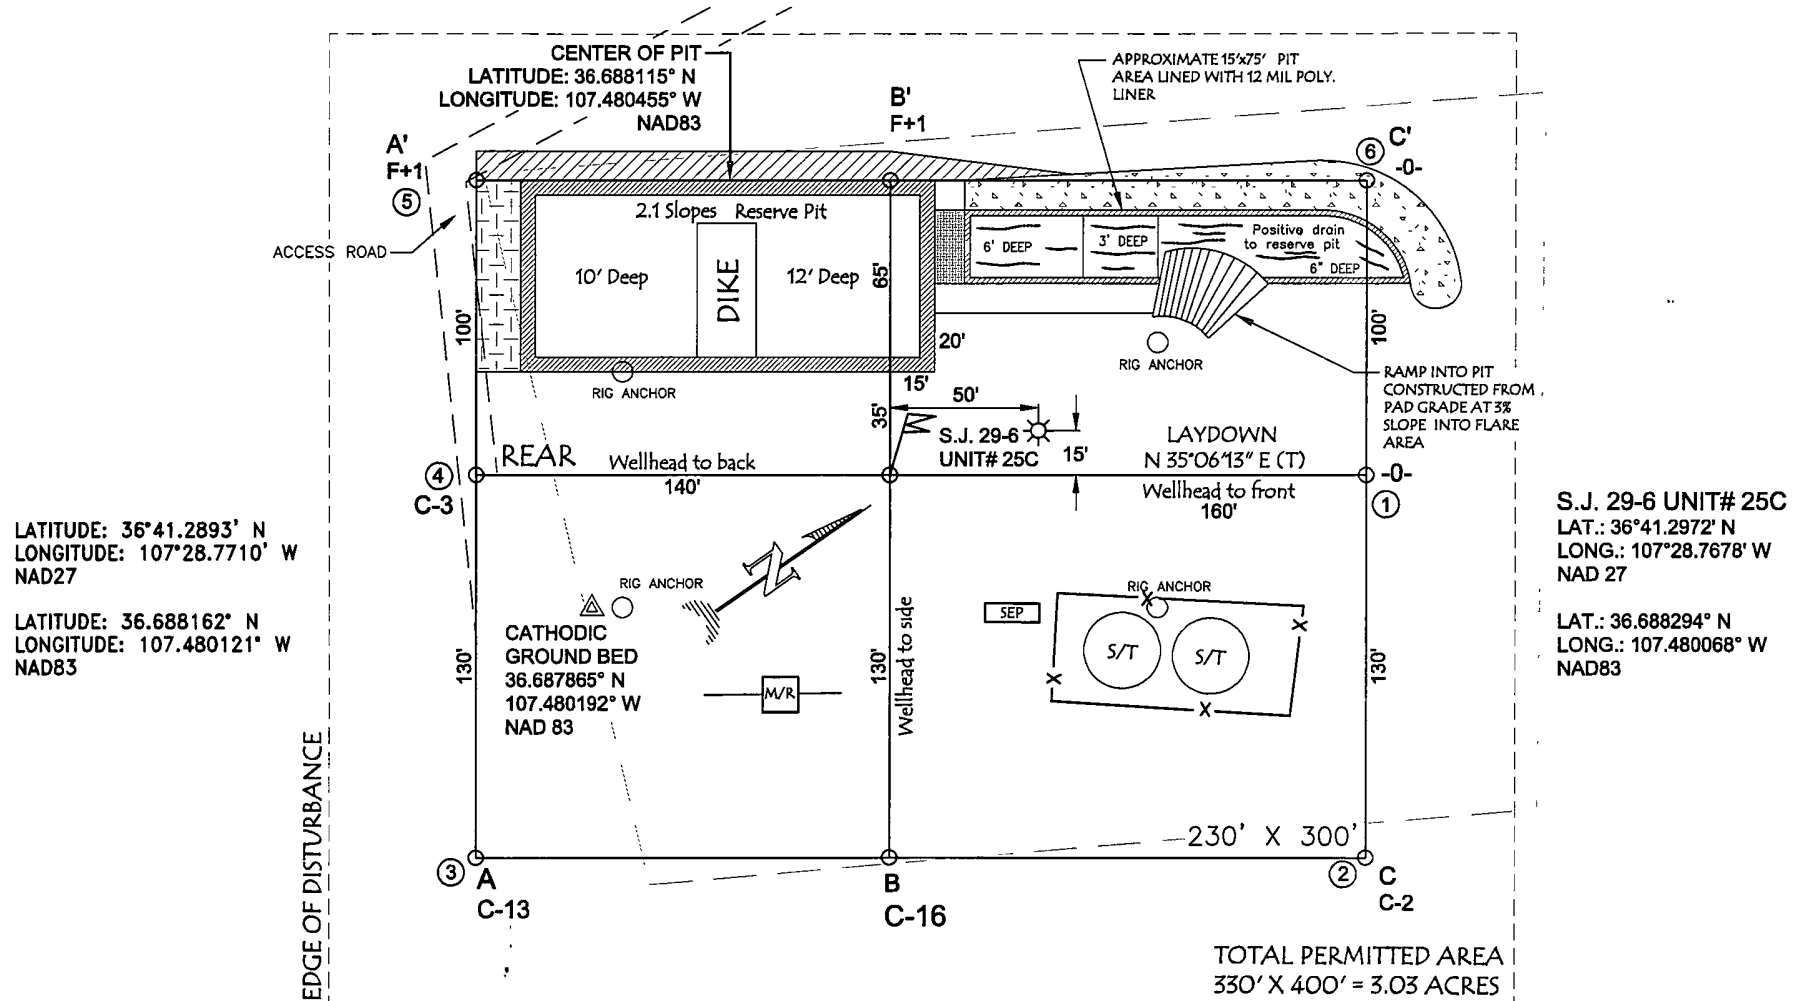 CENTER OF PIT
LATITUDE: 36.688115° N
LONGITUDE: 107.480455° W
NAD83
APPROXIMATE 15'x75' PIT
AREA LINED WITH 12 MIL POLY.
LINER
A'
F+1
5
B'
F+1
6
C'
-0-
ACCESS ROAD
2.1 Slopes Reserve Pit
10' Deep
DIKE
12' Deep
65'
6' DEEP
3' DEEP
Positive drain
to reserve pit
6" DEEP
100'
20'
15'
35'
100'
RIG ANCHOR
RIG ANCHOR
RAMP INTO PIT
CONSTRUCTED FROM
PAD GRADE AT 3%
SLOPE INTO FLARE
AREA
50'
S.J. 29-6
UNIT# 25C
15'
LAYDOWN
N 35°06'13" E (T)
REAR
Wellhead to back
140'
Wellhead to front
160'
4
C-3
-0-
1
LATITUDE: 36°41.2893' N
LONGITUDE: 107°28.7710' W
NAD27
LATITUDE: 36.688162° N
LONGITUDE: 107.480121° W
NAD83
S.J. 29-6 UNIT# 25C
LAT.: 36°41.2972' N
LONG.: 107°28.7678' W
NAD 27
LAT.: 36.688294° N
LONG.: 107.480068° W
NAD83
N
RIG ANCHOR
CATHODIC
GROUND BED
36.687865° N
107.480192° W
NAD 83
M/R
130'
130'
Wellhead to side
SEP
RIG ANCHOR
X
X
X
X
S/T
S/T
130'
230' X 300'
EDGE OF DISTURBANCE
3
A
C-13
B
C-16
2
C
C-2
TOTAL PERMITTED AREA
330' X 400' = 3.03 ACRES